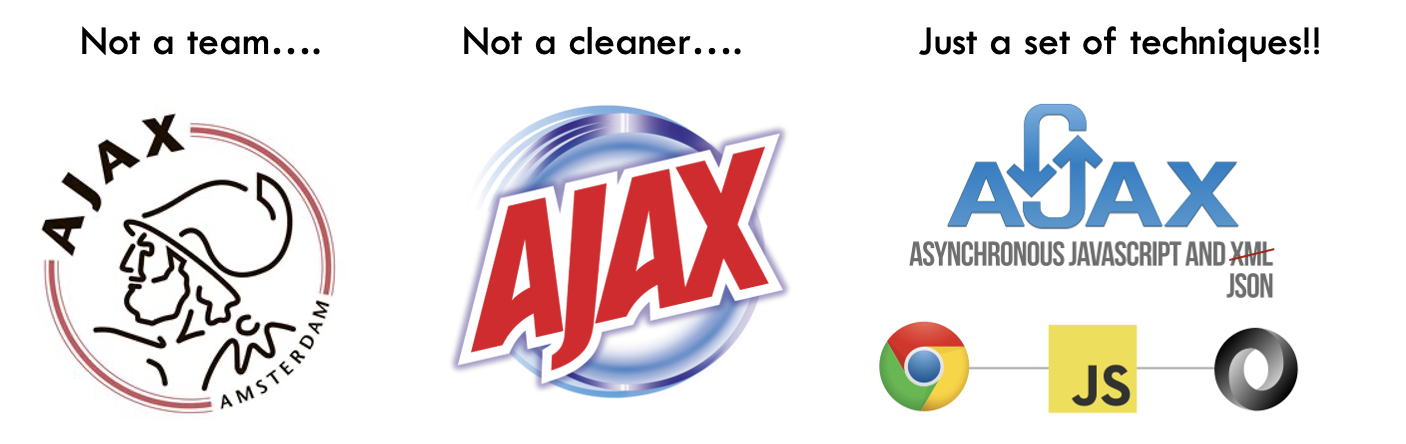 Not a team....
Not a cleaner....
Just a set of techniques!!
AJAX
AMSTERDAM
AJAX
AJAX
ASYNCHRONOUS JAVASCRIPT AND XML
JSON
JS